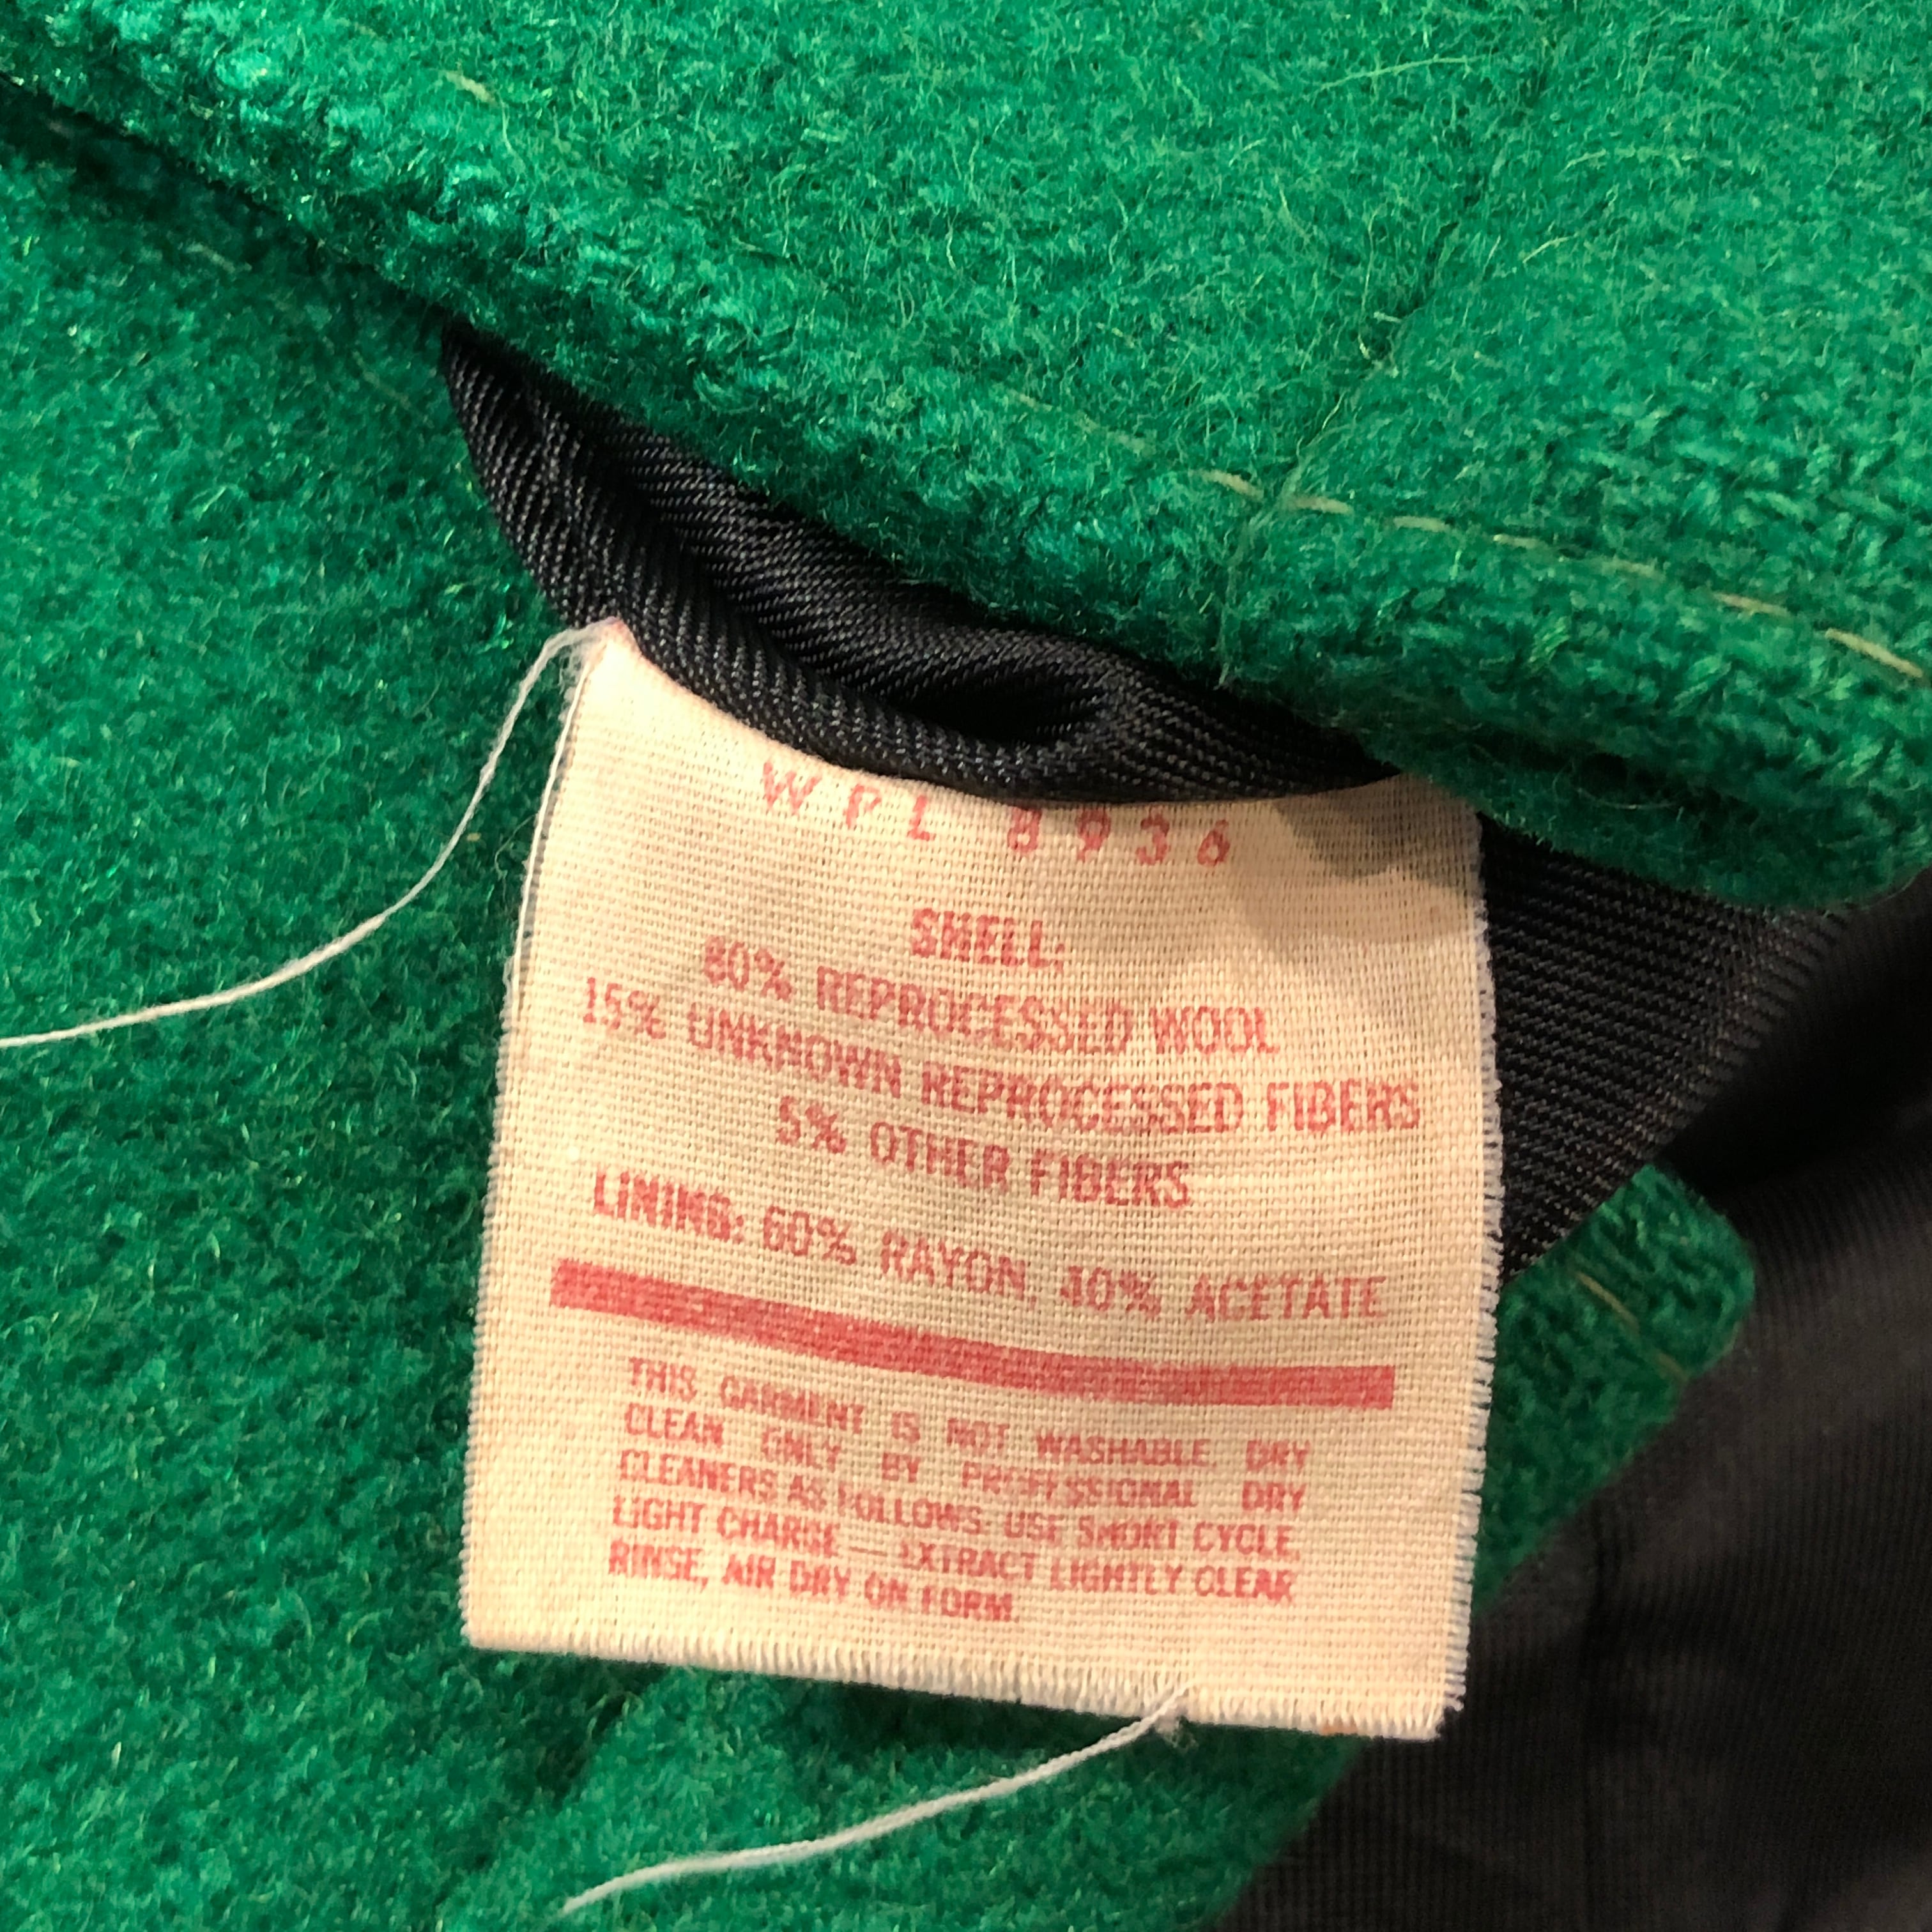 WPL 8936
SHELL:
80% REPROCESSED WOOL
15% UNKNOWN REPROCESSED FIBERS
5% OTHER FIBERS
LINING: 60% RAYON, 40% ACETATE
THIS GARMENT IS NOT WASHABLE. DRY
CLEAN ONLY BY PROFESSIONAL DRY
CLEANERS AS FOLLOWS: USE SHORT CYCLE,
LIGHT CHARGE — EXTRACT LIGHTLY CLEAR
RINSE, AIR DRY ON FORM.